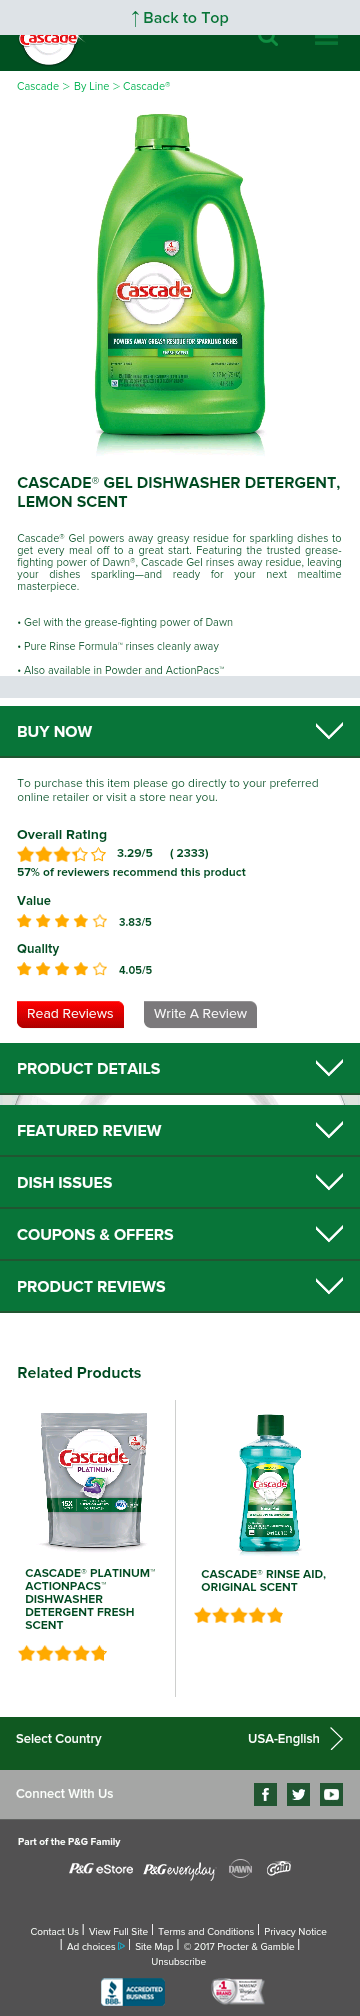 ↑ Back to Top
Cascade
Cascade > By Line > Cascade®
Cascade
POWERS AWAY GREASY RESIDUE FOR SPARKLING DISHES
CASCADE® GEL DISHWASHER DETERGENT,
LEMON SCENT
Cascade® Gel powers away greasy residue for sparkling dishes to
get every meal off to a great start. Featuring the trusted grease-
fighting power of Dawn®, Cascade Gel rinses away residue, leaving
your dishes sparkling—and ready for your next mealtime
masterpiece.
• Gel with the grease-fighting power of Dawn
• Pure Rinse Formula™ rinses cleanly away
• Also available in Powder and ActionPacs™
BUY NOW
To purchase this item please go directly to your preferred
online retailer or visit a store near you.
Overall Rating
3.29/5 ( 2333)
57% of reviewers recommend this product
Value
3.83/5
Quality
4.05/5
Read Reviews Write A Review
PRODUCT DETAILS
FEATURED REVIEW
DISH ISSUES
COUPONS & OFFERS
PRODUCT REVIEWS
Related Products
Cascade
PLATINUM
Cascade
CASCADE® PLATINUM™
ACTIONPACS™
DISHWASHER
DETERGENT FRESH
SCENT
CASCADE® RINSE AID,
ORIGINAL SCENT
Select Country USA-English
Connect With Us
Part of the P&G Family
P&G eStore P&G everyday DAWN Gain
Contact Us | View Full Site | Terms and Conditions | Privacy Notice
| Ad choices | Site Map | © 2017 Procter & Gamble |
Unsubscribe
BBB ACCREDITED BUSINESS
#1 BRAND